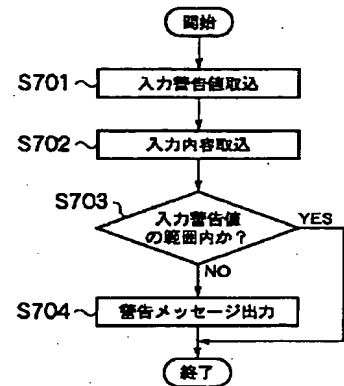 開始
S701
入力警告値取込
S702
入力内容取込
S703
入力警告値
の範囲内か?
YES
NO
S704
警告メッセージ出力
終了